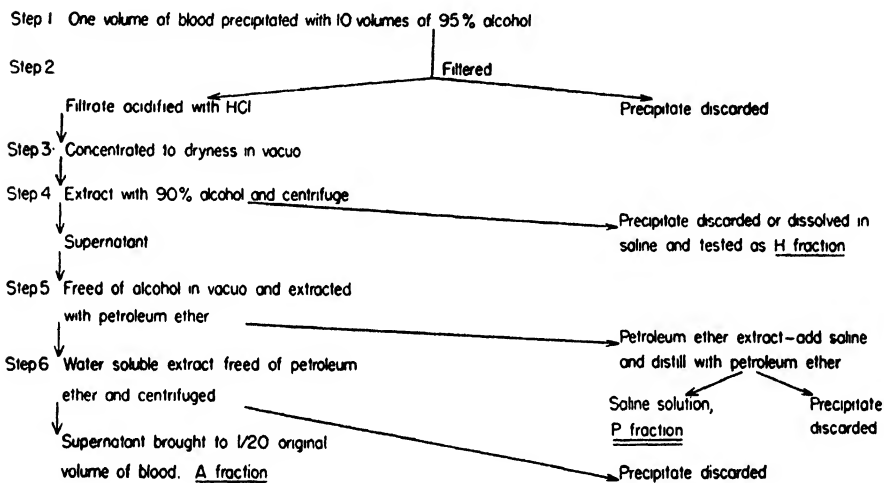 Step 1 One volume of blood precipitated with 10 volumes of 95% alcohol
Step 2
Filtered
Filtrate acidified with HCl
Precipitate discarded
Step 3· Concentrated to dryness in vacuo
Step 4 Extract with 90% alcohol and centrifuge
Precipitate discarded or dissolved in
saline and tested as H fraction
Supernatant
Step 5 Freed of alcohol in vacuo and extracted
with petroleum ether
Petroleum ether extract-add saline
and distill with petroleum ether
Step 6 Water soluble extract freed of petroleum
ether and centrifuged
Saline solution,
P fraction
Precipitate
discarded
Supernatant brought to 1/20 original
volume of blood. A fraction
Precipitate discarded